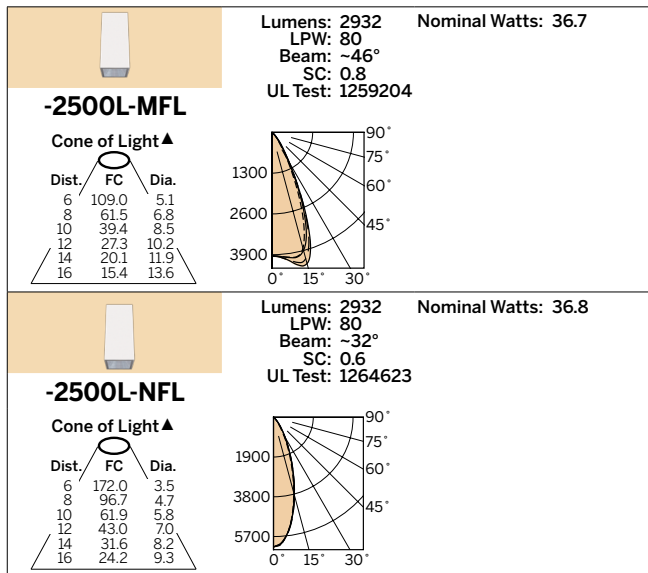 -2500L-MFL
Cone of Light▲
Dist. FC Dia.
6 109.0 5.1
8 61.5 6.8
10 39.4 8.5
12 27.3 10.2
14 20.1 11.9
16 15.4 13.6
Lumens: 2932 Nominal Watts: 36.7
LPW: 80
Beam: ~46°
SC: 0.8
UL Test: 1259204
90°
75°
60°
45°
1300
2600
3900
0° 15° 30°
-2500L-NFL
Cone of Light▲
Dist. FC Dia.
6 172.0 3.5
8 96.7 4.7
10 61.9 5.8
12 43.0 7.0
14 31.6 8.2
16 24.2 9.3
Lumens: 2932 Nominal Watts: 36.8
LPW: 80
Beam: ~32°
SC: 0.6
UL Test: 1264623
90°
75°
60°
45°
1900
3800
5700
0° 15° 30°